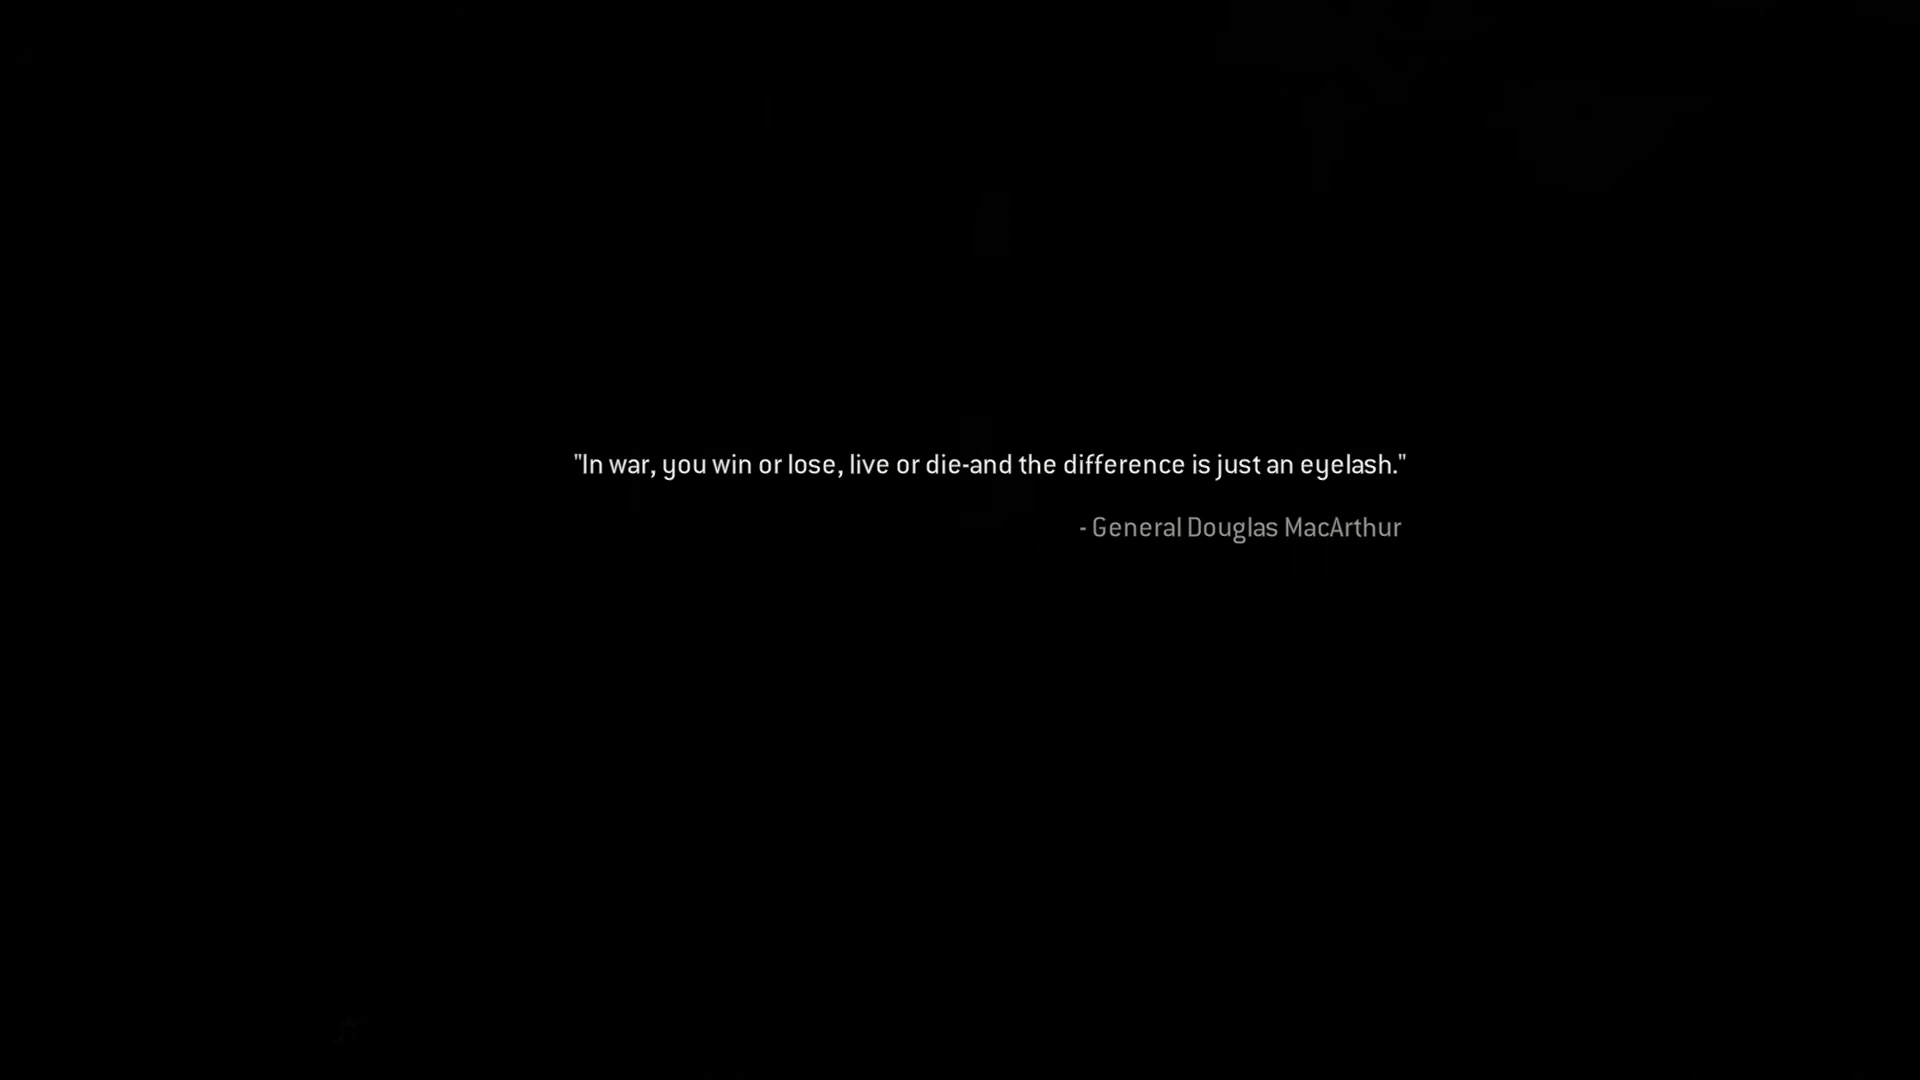 "In war, you win or lose, live or die-and the difference is just an eyelash."
- General Douglas MacArthur